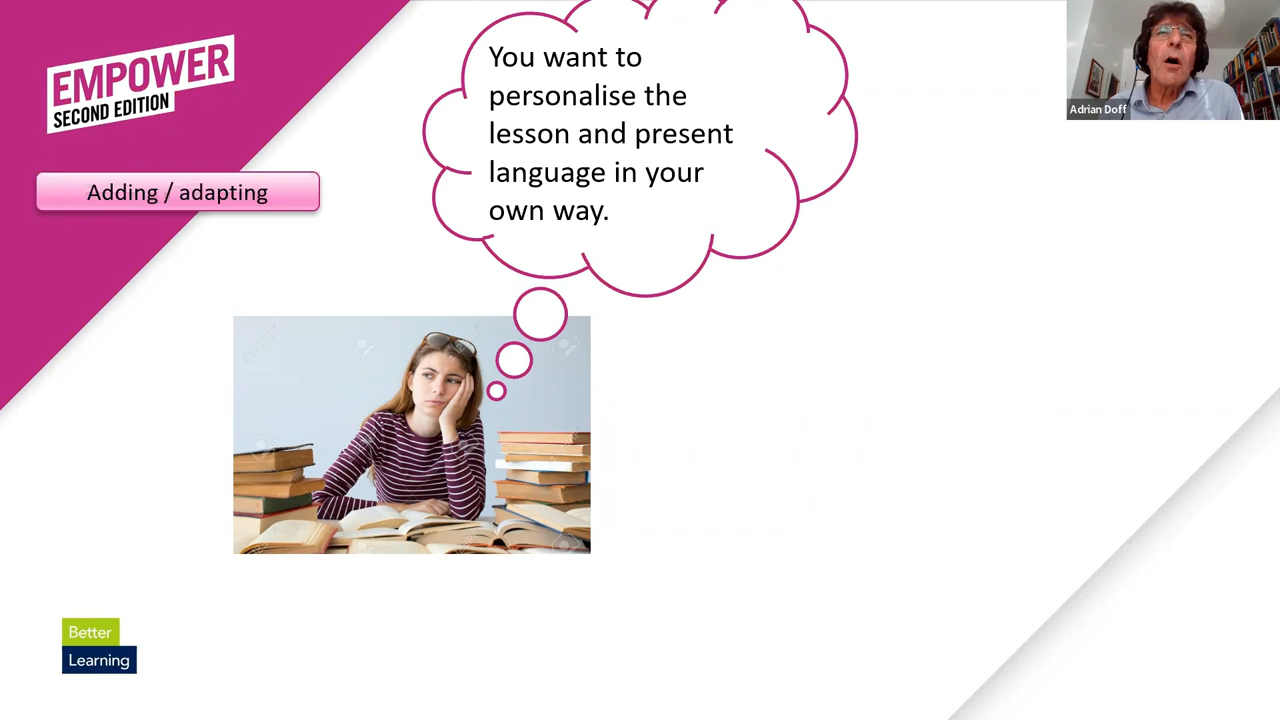 EMPOWER
SECOND EDITION
Adding / adapting
You want to
personalise the
lesson and present
language in your
own way.
Adrian Doff
Better
Learning